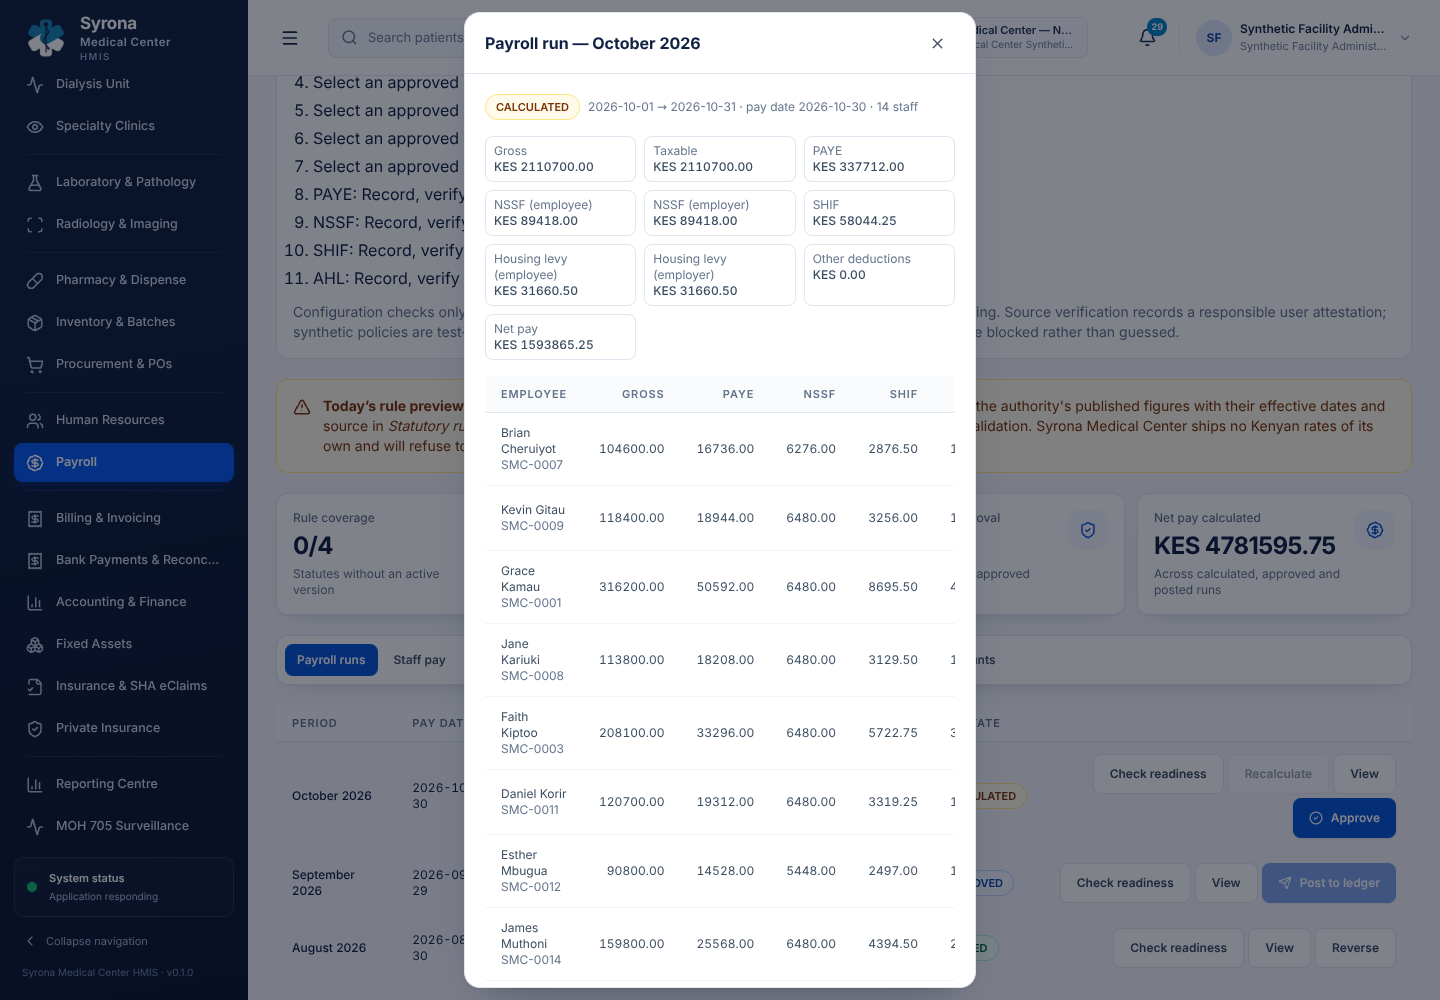 Syrona
Medical Center
HMIS
Dialysis Unit
Specialty Clinics
Laboratory & Pathology
Radiology & Imaging
Pharmacy & Dispense
Inventory & Batches
Procurement & POs
Human Resources
Payroll
Billing & Invoicing
Bank Payments & Reconc...
Accounting & Finance
Fixed Assets
Insurance & SHA eClaims
Private Insurance
Reporting Centre
MOH 705 Surveillance
System status
Application responding
Collapse navigation
Syrona Medical Center HMIS · v0.1.0
Search patients
dical Center — N...
cal Center Syntheti...
29
SF
Synthetic Facility Admi...
Synthetic Facility Administ...
4. Select an approved
5. Select an approved
6. Select an approved
7. Select an approved
8. PAYE: Record, verify
9. NSSF: Record, verify
10. SHIF: Record, verify
11. AHL: Record, verify
Configuration checks only
ing. Source verification records a responsible user attestation;
synthetic policies are test-
e blocked rather than guessed.
Today's rule preview
the authority's published figures with their effective dates and
source in Statutory ru
alidation. Syrona Medical Center ships no Kenyan rates of its
own and will refuse to
Rule coverage
0/4
Statutes without an active
version
oval
approved
Net pay calculated
KES 4781595.75
Across calculated, approved and
posted runs
Payroll runs
Staff pay
nts
PERIOD
PAY DAT
ATE
October 2026
2026-10
30
ULATED
Check readiness
Recalculate
View
Approve
September
2026
2026-09
29
OVED
Check readiness
View
Post to ledger
August 2026
2026-08
30
ED
Check readiness
View
Reverse
Payroll run — October 2026
CALCULATED
2026-10-01 → 2026-10-31 · pay date 2026-10-30 · 14 staff
Gross
KES 2110700.00
Taxable
KES 2110700.00
PAYE
KES 337712.00
NSSF (employee)
KES 89418.00
NSSF (employer)
KES 89418.00
SHIF
KES 58044.25
Housing levy
(employee)
KES 31660.50
Housing levy
(employer)
KES 31660.50
Other deductions
KES 0.00
Net pay
KES 1593865.25
EMPLOYEE GROSS PAYE NSSF SHIF
Brian
Cheruiyot
SMC-0007
104600.00 16736.00 6276.00 2876.50 1
Kevin Gitau
SMC-0009
118400.00 18944.00 6480.00 3256.00 1
Grace
Kamau
SMC-0001
316200.00 50592.00 6480.00 8695.50 4
Jane
Kariuki
SMC-0008
113800.00 18208.00 6480.00 3129.50 1
Faith
Kiptoo
SMC-0003
208100.00 33296.00 6480.00 5722.75 3
Daniel Korir
SMC-0011
120700.00 19312.00 6480.00 3319.25 1
Esther
Mbugua
SMC-0012
90800.00 14528.00 5448.00 2497.00 1
James
Muthoni
SMC-0014
159800.00 25568.00 6480.00 4394.50 2